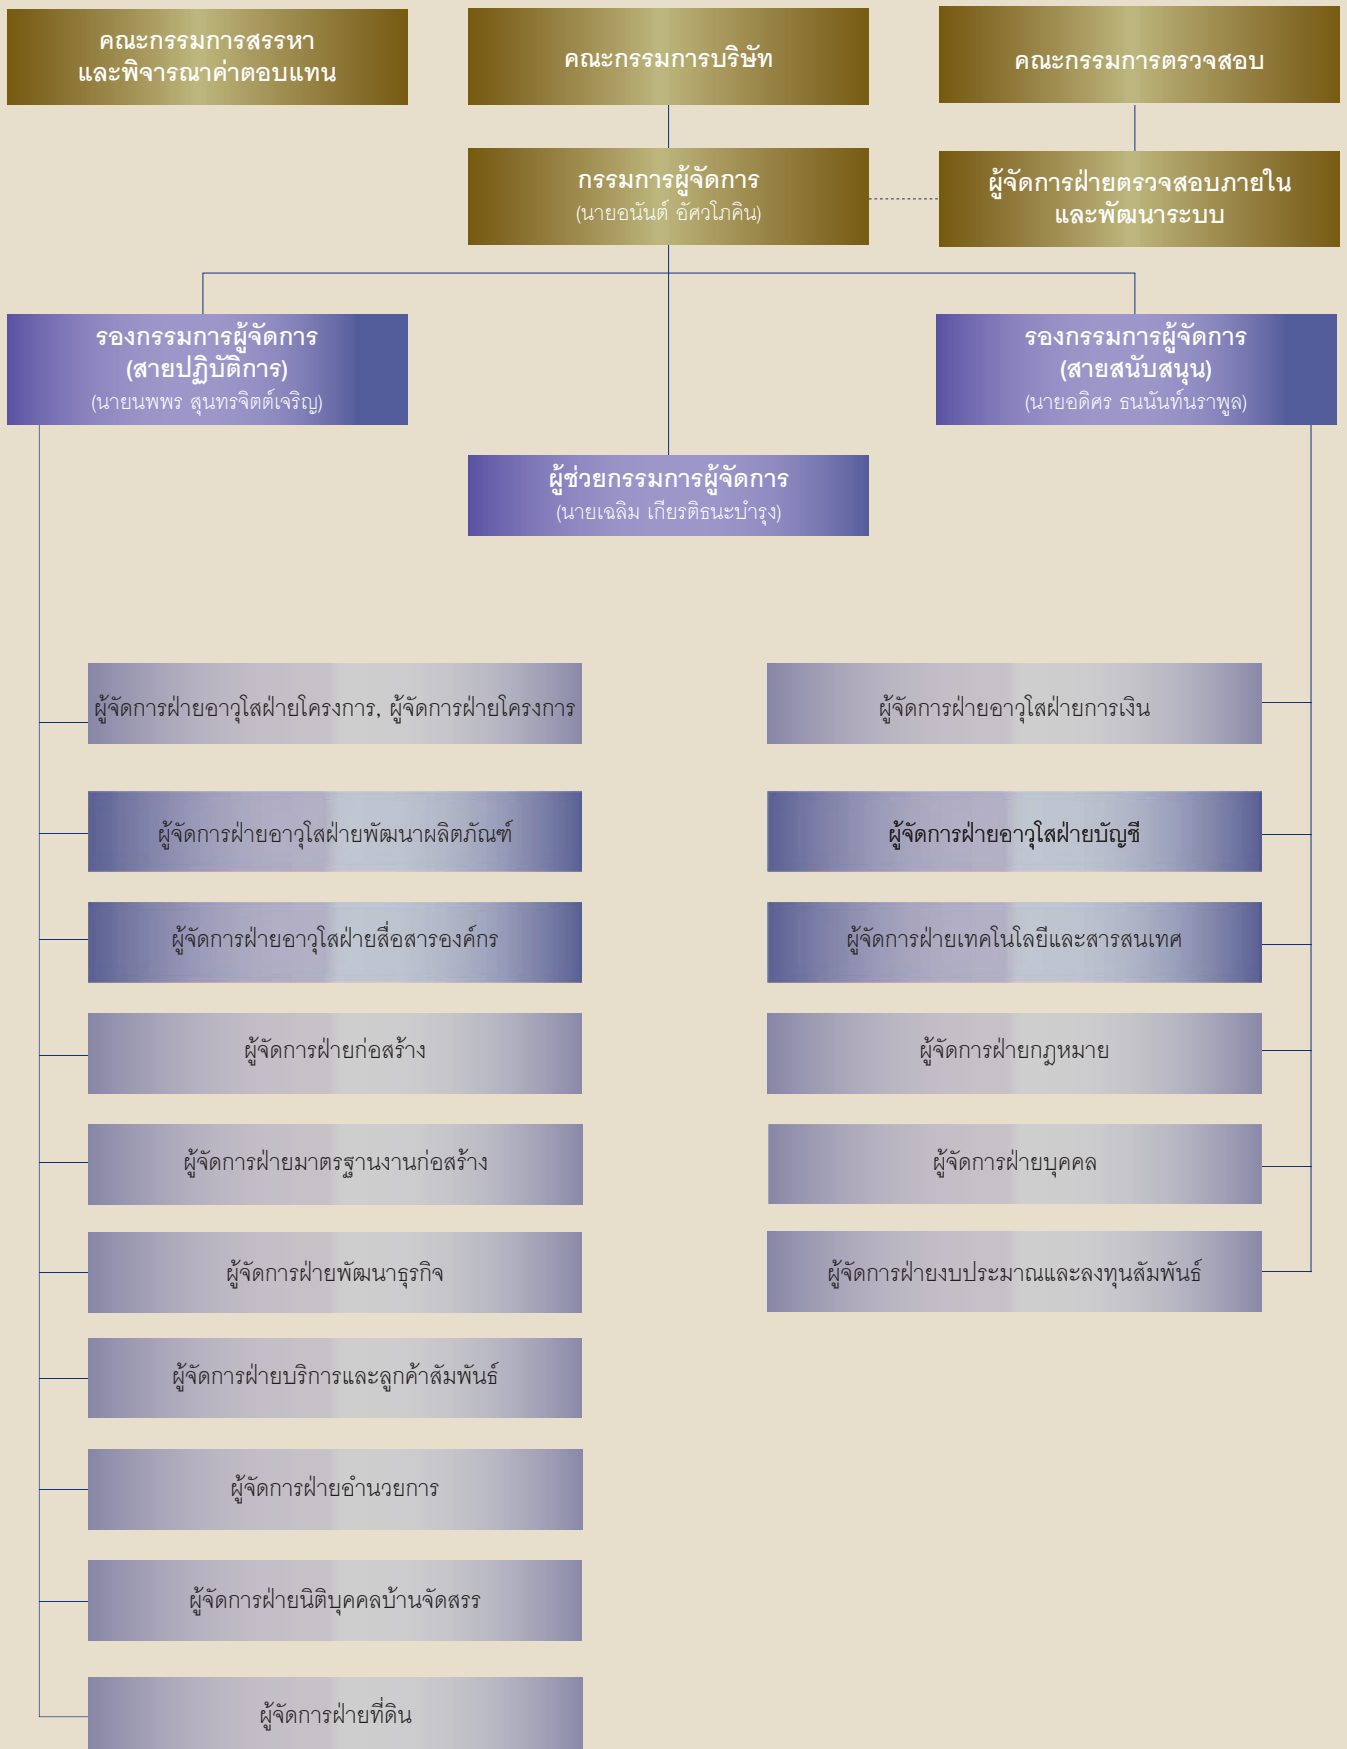 คณะกรรมการสรรหา
และพิจารณาค่าตอบแทน
คณะกรรมการบริษัท
คณะกรรมการตรวจสอบ
กรรมการผู้จัดการ
(นายอนันต์ อัศวโภคิน)
ผู้จัดการฝ่ายตรวจสอบภายใน
และพัฒนาระบบ
รองกรรมการผู้จัดการ
(สายปฏิบัติการ)
(นายนพพร สุนทรจิตต์เจริญ)
รองกรรมการผู้จัดการ
(สายสนับสนุน)
(นายอดิศร ธนนันท์นราพูล)
ผู้ช่วยกรรมการผู้จัดการ
(นายเฉลิม เกียรติธนะบำรุง)
ผู้จัดการฝ่ายอาวุโสฝ่ายโครงการ, ผู้จัดการฝ่ายโครงการ
ผู้จัดการฝ่ายอาวุโสฝ่ายพัฒนาผลิตภัณฑ์
ผู้จัดการฝ่ายอาวุโสฝ่ายสื่อสารองค์กร
ผู้จัดการฝ่ายก่อสร้าง
ผู้จัดการฝ่ายมาตรฐานงานก่อสร้าง
ผู้จัดการฝ่ายพัฒนาธุรกิจ
ผู้จัดการฝ่ายบริการและลูกค้าสัมพันธ์
ผู้จัดการฝ่ายอำนวยการ
ผู้จัดการฝ่ายนิติบุคคลบ้านจัดสรร
ผู้จัดการฝ่ายที่ดิน
ผู้จัดการฝ่ายอาวุโสฝ่ายการเงิน
ผู้จัดการฝ่ายอาวุโสฝ่ายบัญชี
ผู้จัดการฝ่ายเทคโนโลยีและสารสนเทศ
ผู้จัดการฝ่ายกฎหมาย
ผู้จัดการฝ่ายบุคคล
ผู้จัดการฝ่ายงบประมาณและลงทุนสัมพันธ์